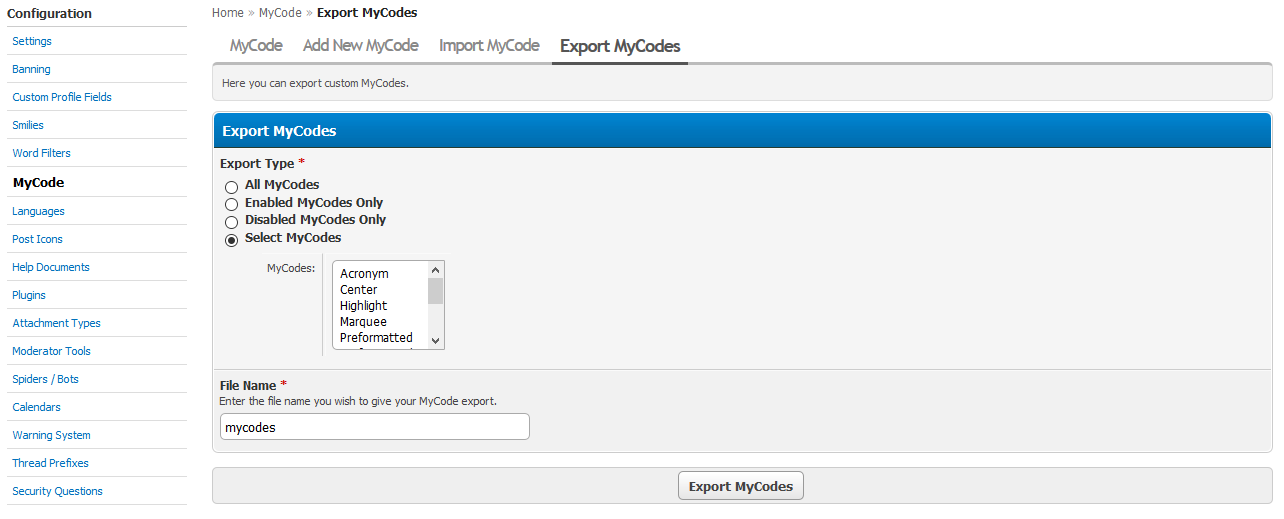 Configuration
Settings
Banning
Custom Profile Fields
Smilies
Word Filters
MyCode
Languages
Post Icons
Help Documents
Plugins
Attachment Types
Moderator Tools
Spiders / Bots
Calendars
Warning System
Thread Prefixes
Security Questions
Home » MyCode » Export MyCodes
MyCode Add New MyCode Import MyCode Export MyCodes
Here you can export custom MyCodes.
Export MyCodes
Export Type *
All MyCodes
Enabled MyCodes Only
Disabled MyCodes Only
Select MyCodes
MyCodes:
Acronym
Center
Highlight
Marquee
Preformatted
File Name *
Enter the file name you wish to give your MyCode export.
mycodes
Export MyCodes